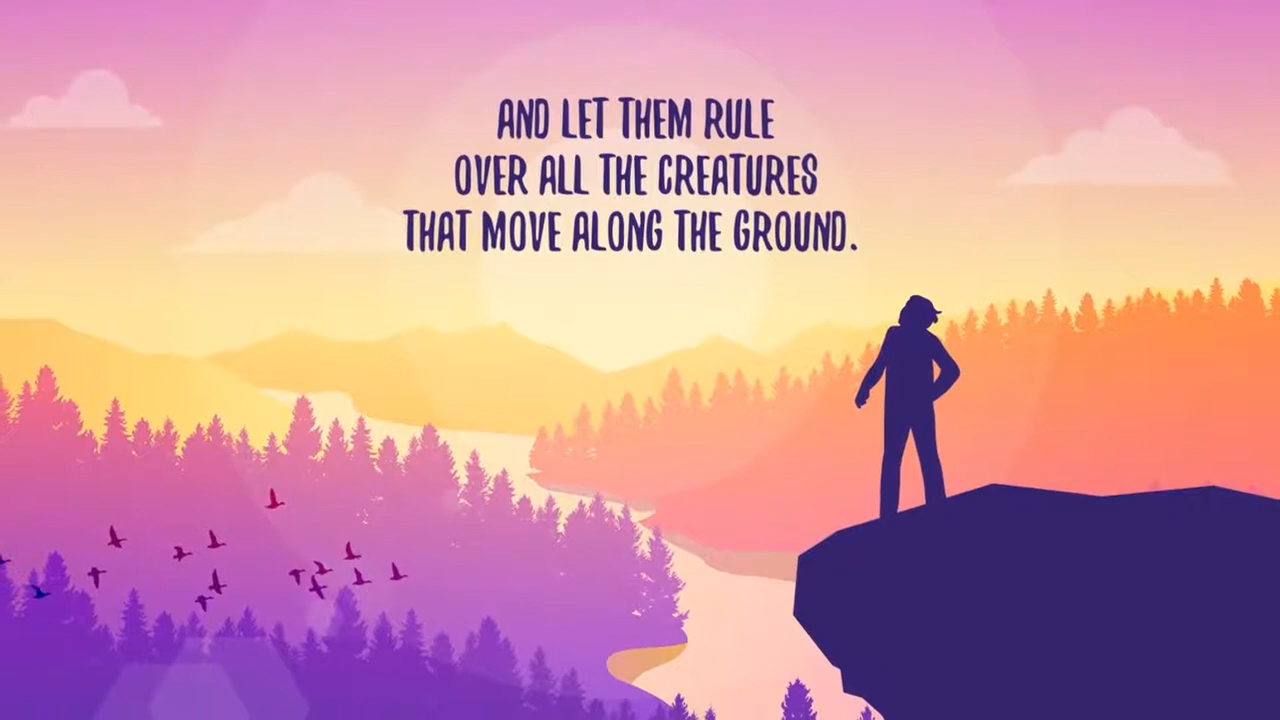 AND LET THEM RULE
OVER ALL THE CREATURES
THAT MOVE ALONG THE GROUND.